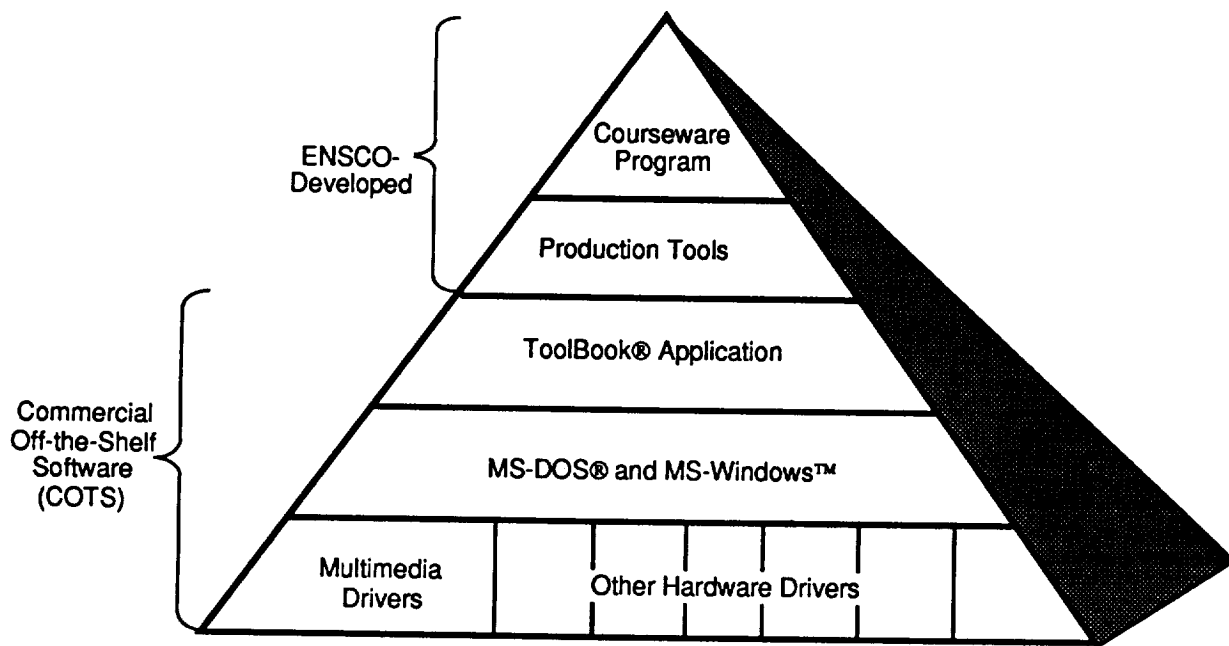 Courseware
Program
ENSCO-
Developed
Production Tools
ToolBook® Application
Commercial
Off-the-Shelf
Software
(COTS)
MS-DOS® and MS-Windows™
Multimedia
Drivers
Other Hardware Drivers